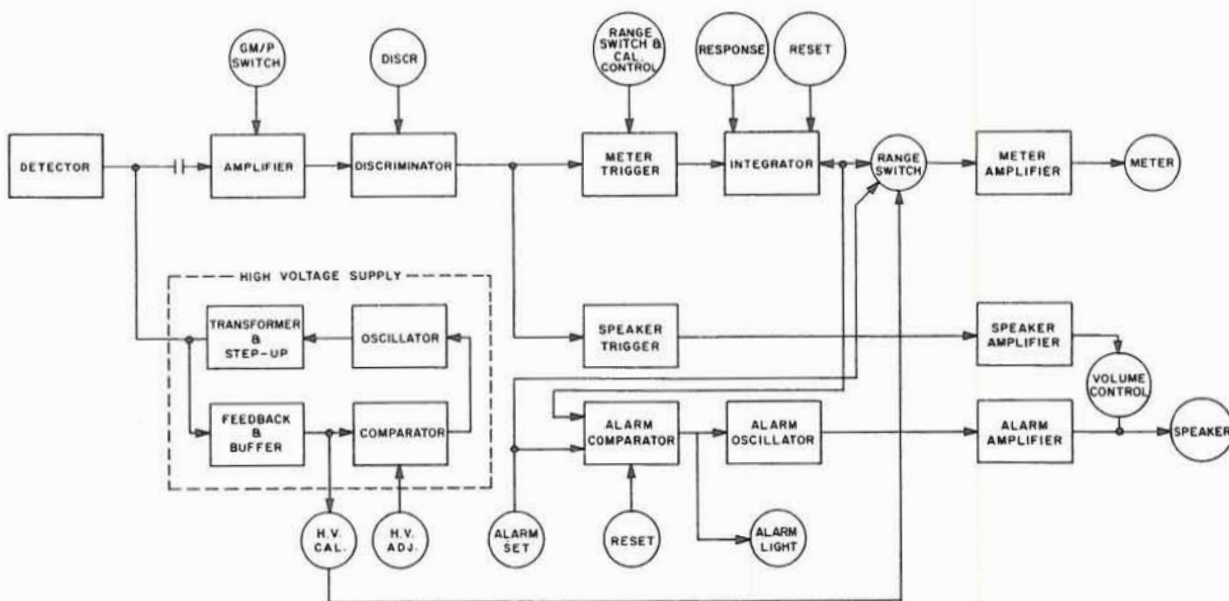 GM/P
SWITCH
DISCR
RANGE
SWITCH &
CAL.
CONTROL
RESPONSE
RESET
DETECTOR
AMPLIFIER
DISCRIMINATOR
METER
TRIGGER
INTEGRATOR
RANGE
SWITCH
METER
AMPLIFIER
METER
HIGH VOLTAGE SUPPLY
TRANSFORMER
&
STEP-UP
OSCILLATOR
SPEAKER
TRIGGER
SPEAKER
AMPLIFIER
VOLUME
CONTROL
FEEDBACK
&
BUFFER
COMPARATOR
ALARM
COMPARATOR
ALARM
OSCILLATOR
ALARM
AMPLIFIER
SPEAKER
H.V.
CAL.
H.V.
ADJ.
ALARM
SET
RESET
ALARM
LIGHT